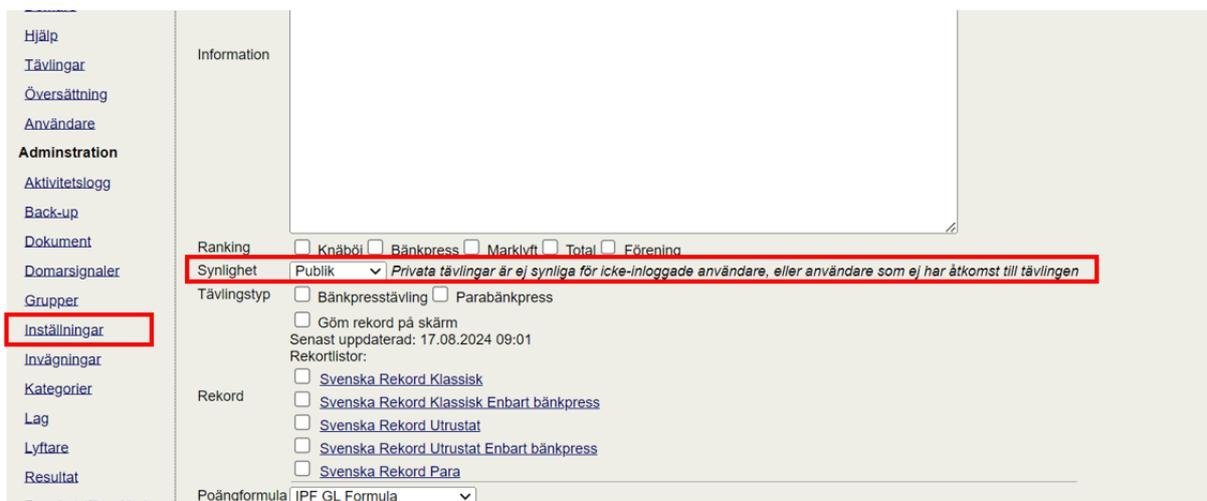 Hjälp
Tävlingar
Översättning
Användare
Adminstration
Aktivitetslogg
Back-up
Dokument
Domarsignaler
Grupper
Inställningar
Invägningar
Kategorier
Lag
Lyftare
Resultat
Information
Ranking Knäböj Bänkpress Marklyft Total Förening
Synlighet Publik Privata tävlingar är ej synliga för icke-inloggade användare, eller användare som ej har åtkomst till tävlingen
Tävlingstyp Bänkpresstävling Parabänkpress
Göm rekord på skärm
Senast uppdaterad: 17.08.2024 09:01
Rekortlistor:
Svenska Rekord Klassisk
Rekord Svenska Rekord Klassisk Enbart bänkpress
Svenska Rekord Utrustat
Svenska Rekord Utrustat Enbart bänkpress
Svenska Rekord Para
Poängformula IPF GL Formula